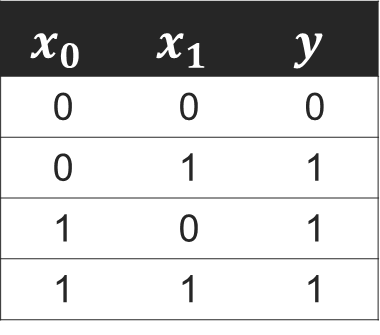 x₀ x₁ y
0 0 0
0 1 1
1 0 1
1 1 1